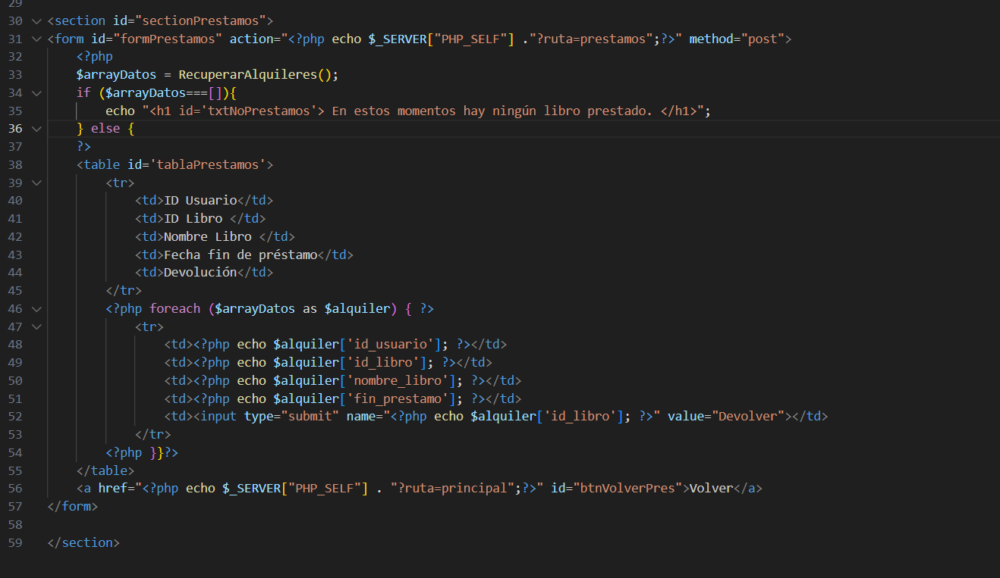 29
30 <section id="sectionPrestamos">
31 <form id="formPrestamos" action="<?php echo $_SERVER["PHP_SELF"] ."?ruta=prestamos";?>" method="post">
32     <?php
33     $arrayDatos = RecuperarAlquileres();
34     if ($arrayDatos===[]){
35         echo "<h1 id='txtNoPrestamos'> En estos momentos hay ningún libro prestado. </h1>";
36     } else {
37     ?>
38     <table id='tablaPrestamos'>
39         <tr>
40             <td>ID Usuario</td>
41             <td>ID Libro </td>
42             <td>Nombre Libro </td>
43             <td>Fecha fin de préstamo</td>
44             <td>Devolución</td>
45         </tr>
46         <?php foreach ($arrayDatos as $alquiler) { ?>
47             <tr>
48                 <td><?php echo $alquiler['id_usuario']; ?></td>
49                 <td><?php echo $alquiler['id_libro']; ?></td>
50                 <td><?php echo $alquiler['nombre_libro']; ?></td>
51                 <td><?php echo $alquiler['fin_prestamo']; ?></td>
52                 <td><input type="submit" name="<?php echo $alquiler['id_libro']; ?>" value="Devolver"></td>
53             </tr>
54         <?php }}?>
55     </table>
56     <a href="<?php echo $_SERVER["PHP_SELF"] . "?ruta=principal";?>" id="btnVolverPres">Volver</a>
57 </form>
58
59 </section>